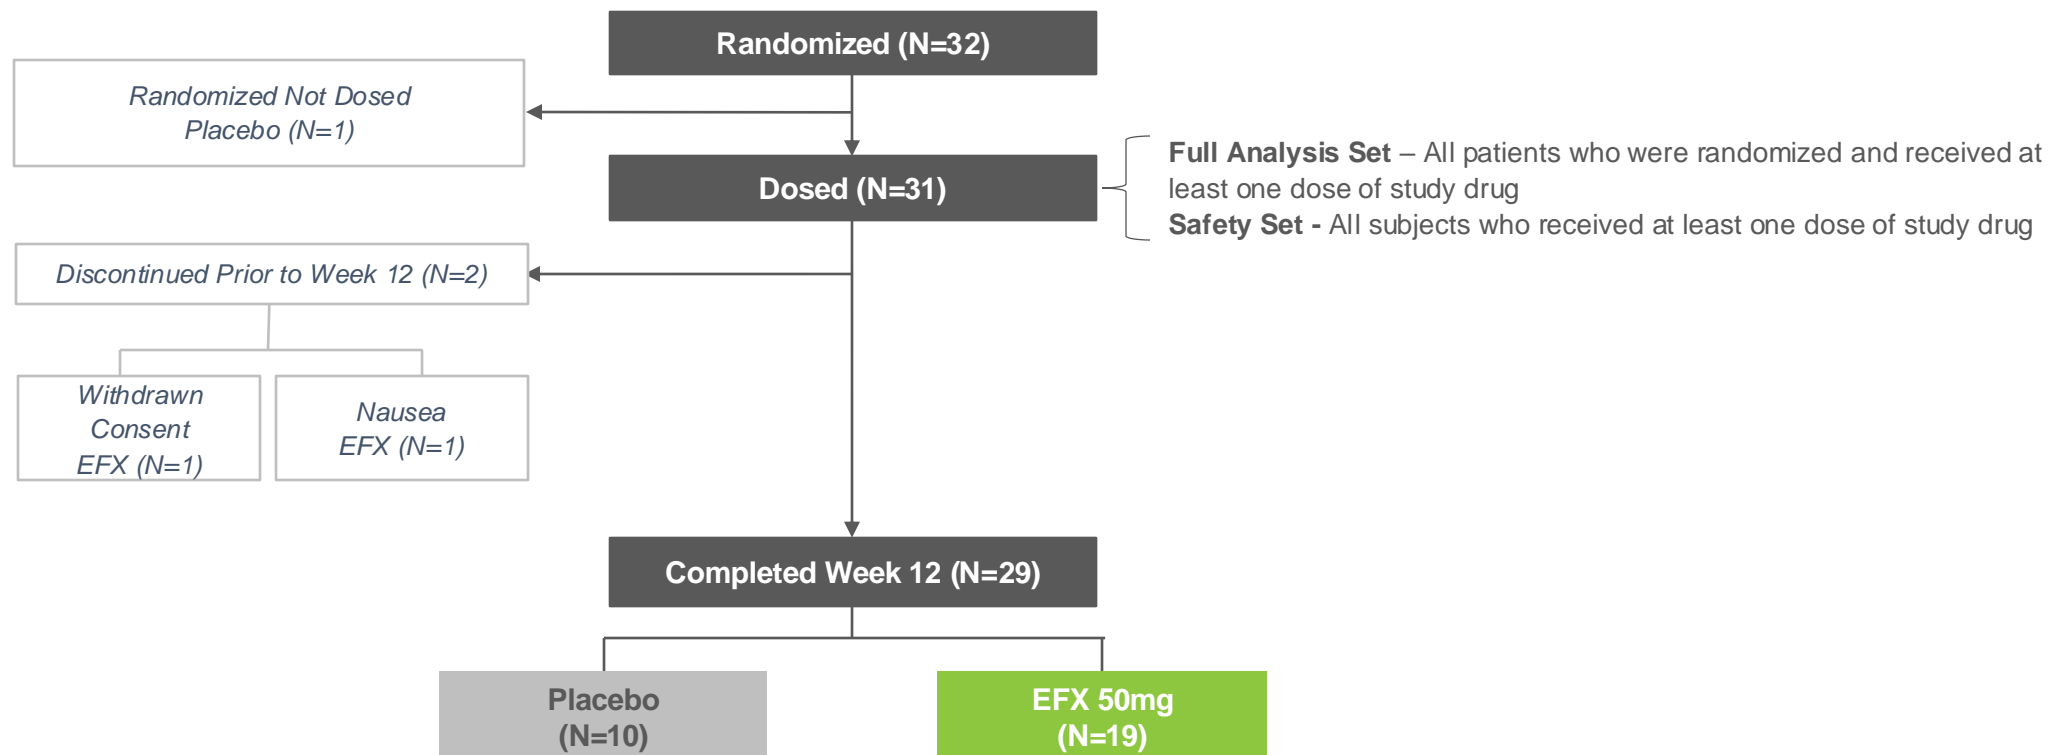 Randomized (N=32)
Randomized Not Dosed
Placebo (N=1)
Dosed (N=31)
Full Analysis Set – All patients who were randomized and received at
least one dose of study drug
Safety Set - All subjects who received at least one dose of study drug
Discontinued Prior to Week 12 (N=2)
Withdrawn
Consent
EFX (N=1)
Nausea
EFX (N=1)
Completed Week 12 (N=29)
Placebo
(N=10)
EFX 50mg
(N=19)